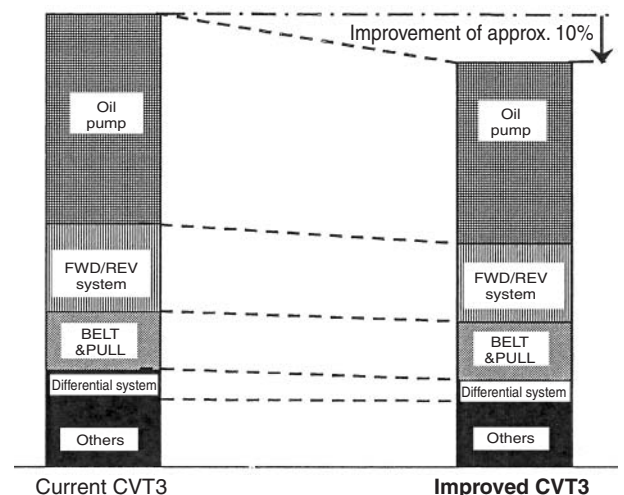 Improvement of approx. 10%
Oil
pump
Oil
pump
FWD/REV
system
FWD/REV
system
BELT
&PULL
BELT
&PULL
Differential system
Differential system
Others
Others
Current CVT3
Improved CVT3